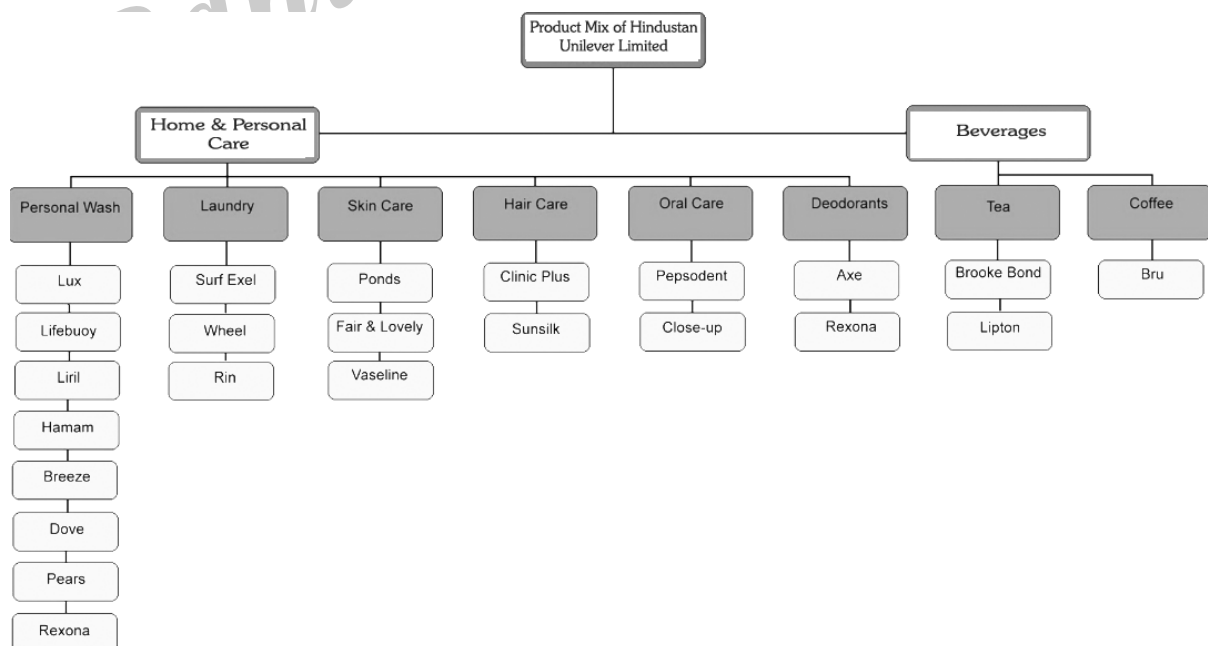 Product Mix of Hindustan
Unilever Limited
Home & Personal
Care
Beverages
Personal Wash
Laundry
Skin Care
Hair Care
Oral Care
Deodorants
Tea
Coffee
Lux
Surf Exel
Ponds
Clinic Plus
Pepsodent
Axe
Brooke Bond
Bru
Lifebuoy
Wheel
Fair & Lovely
Sunsilk
Close-up
Rexona
Lipton
Liril
Rin
Vaseline
Hamam
Breeze
Dove
Pears
Rexona